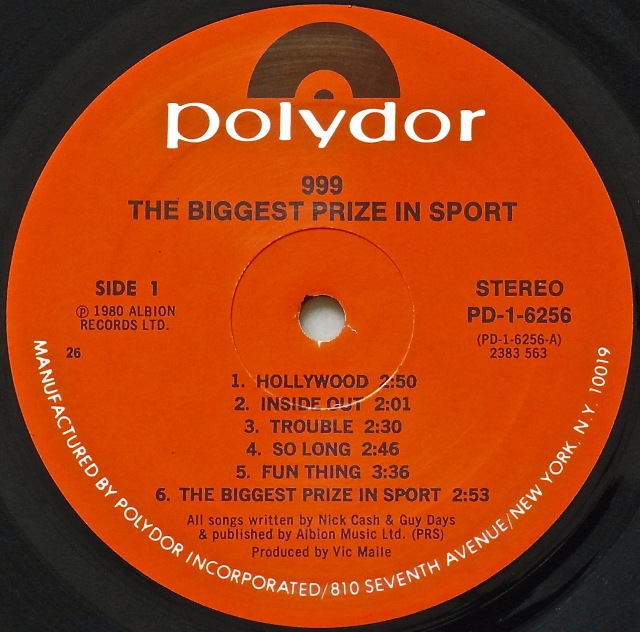 polydor
999
THE BIGGEST PRIZE IN SPORT
SIDE 1
℗ 1980 ALBION
RECORDS LTD.
26
STEREO
PD-1-6256
(PD-1-6256-A)
2383 563
1. HOLLYWOOD 2:50
2. INSIDE OUT 2:01
3. TROUBLE 2:30
4. SO LONG 2:46
5. FUN THING 3:36
6. THE BIGGEST PRIZE IN SPORT 2:53
All songs written by Nick Cash & Guy Days
& published by Albion Music Ltd. (PRS)
Produced by Vic Maile
MANUFACTURED BY POLYDOR INCORPORATED/810 SEVENTH AVENUE/NEW YORK, N.Y. 10019